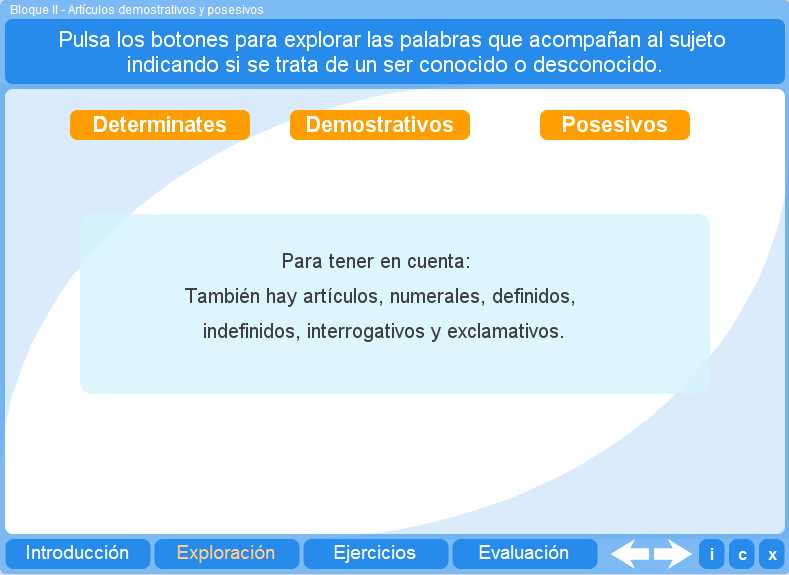 Bloque II - Artículos demostrativos y posesivos
Pulsa los botones para explorar las palabras que acompañan al sujeto
indicando si se trata de un ser conocido o desconocido.
Determinates Demostrativos Posesivos
Para tener en cuenta:
También hay artículos, numerales, definidos,
indefinidos, interrogativos y exclamativos.
Introducción Exploración Ejercicios Evaluación i c x